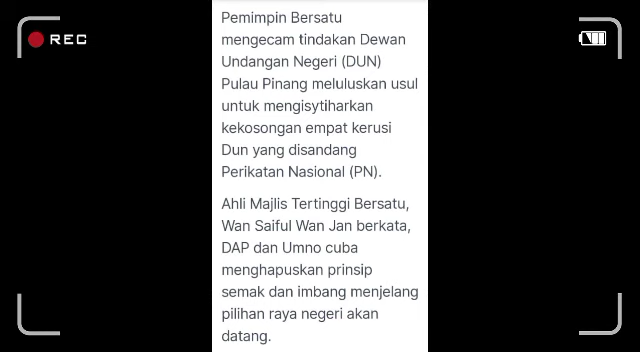 REC
Pemimpin Bersatu
mengecam tindakan Dewan
Undangan Negeri (DUN)
Pulau Pinang meluluskan usul
untuk mengisytiharkan
kekosongan empat kerusi
Dun yang disandang
Perikatan Nasional (PN).
Ahli Majlis Tertinggi Bersatu,
Wan Saiful Wan Jan berkata,
DAP dan Umno cuba
menghapuskan prinsip
semak dan imbang menjelang
pilihan raya negeri akan
datang.